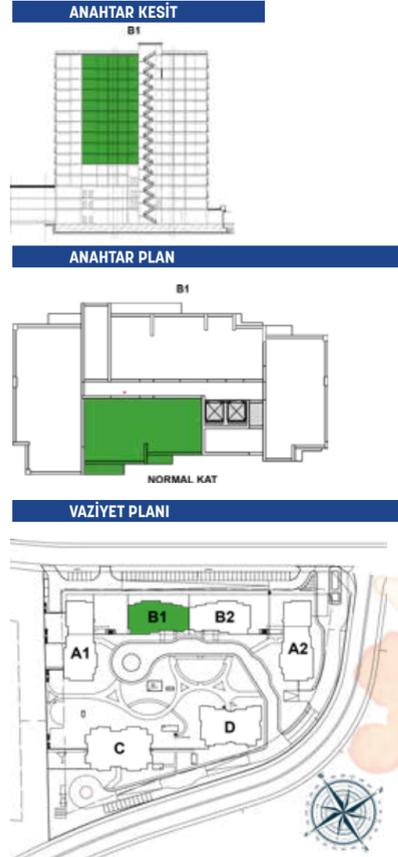 ANAHTAR KESİT
B1
ANAHTAR PLAN
B1
NORMAL KAT
VAZİYET PLANI
B1
B2
A1
A2
D
C